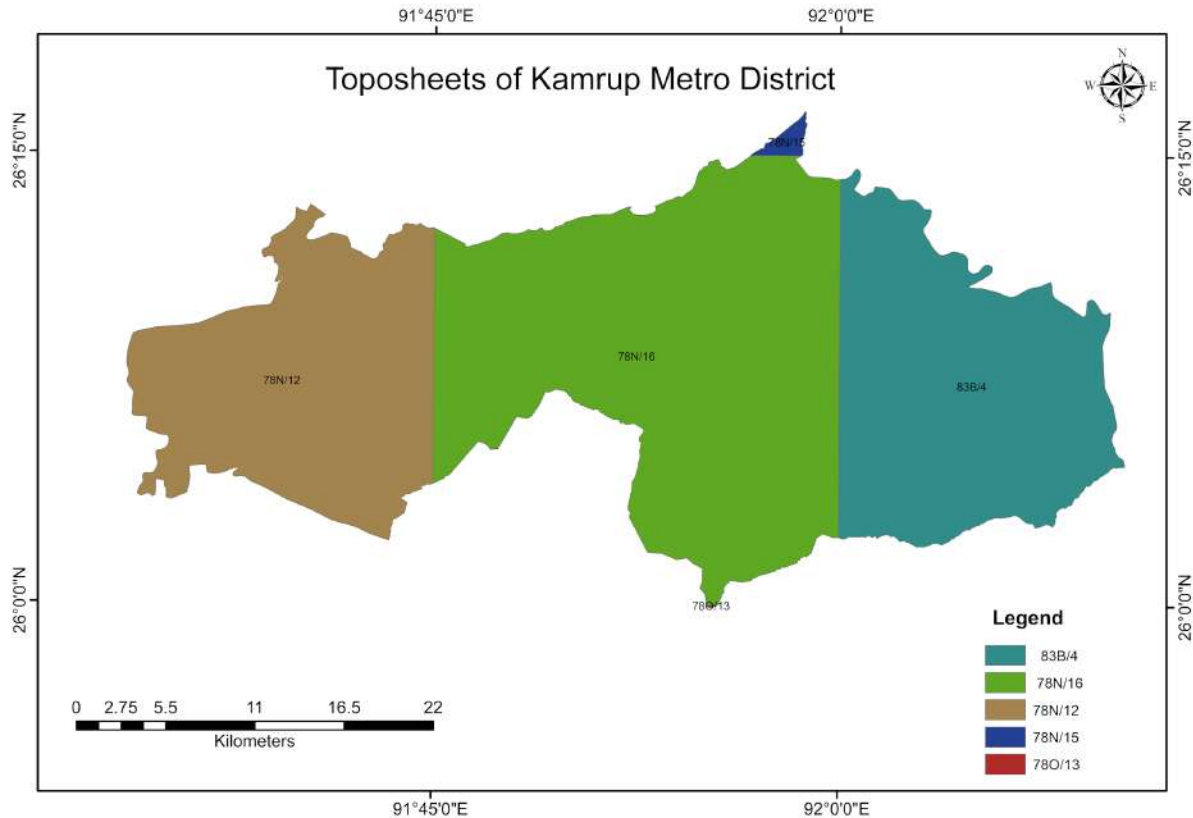 91°45'0"E 92°0'0"E
Toposheets of Kamrup Metro District
N
W E
S
26°15'0"N
26°15'0"N
78N/15
78N/16
78N/12
83B/4
26°0'0"N
78O/13
26°0'0"N
Legend
83B/4
78N/16
78N/12
78N/15
78O/13
0 2.75 5.5 11 16.5 22
Kilometers
91°45'0"E 92°0'0"E